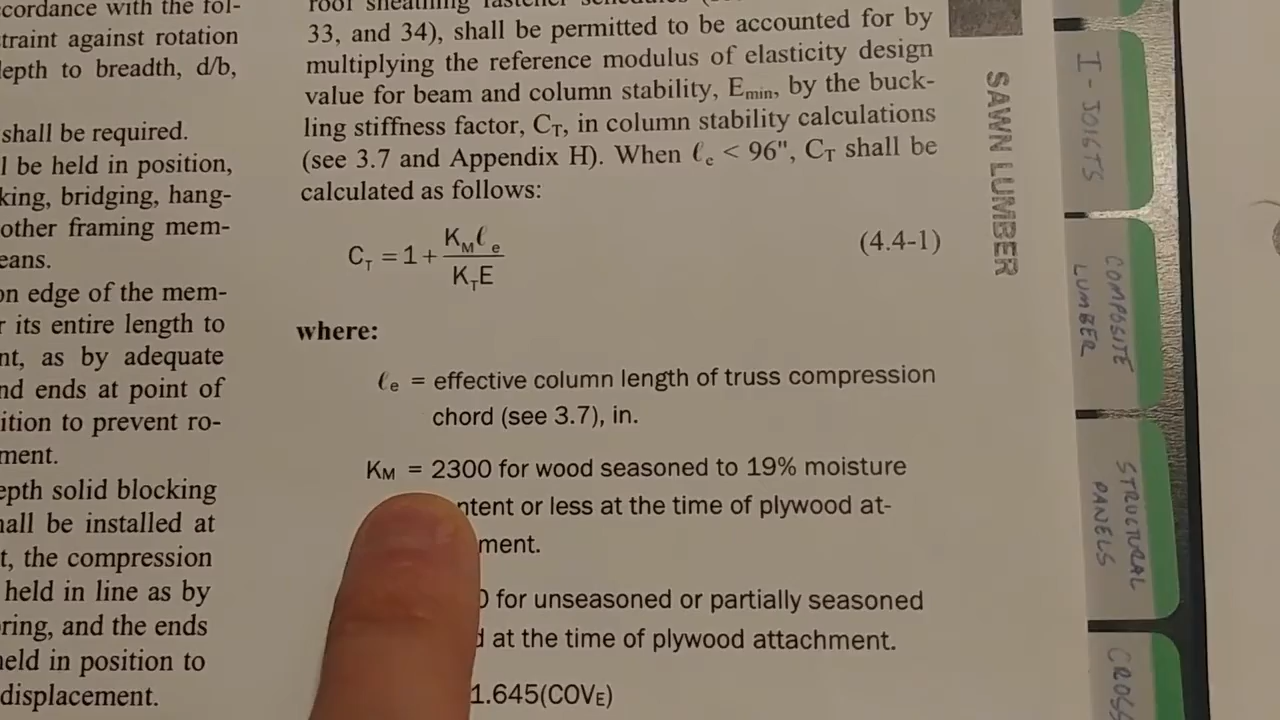 cordance with the fol-
traint against rotation
depth to breadth, d/b,
shall be required.
l be held in position,
king, bridging, hang-
other framing mem-
eans.
on edge of the mem-
r its entire length to
nt, as by adequate
nd ends at point of
ition to prevent ro-
ment.
epth solid blocking
hall be installed at
t, the compression
held in line as by
ring, and the ends
held in position to
displacement.
roof sheathing fastener schedules
33, and 34), shall be permitted to be accounted for by
multiplying the reference modulus of elasticity design
value for beam and column stability, Emin, by the buck-
ling stiffness factor, CT, in column stability calculations
(see 3.7 and Appendix H). When ℓe < 96", CT shall be
calculated as follows:
CT = 1 + KMℓe / KTE (4.4-1)
where:
ℓe = effective column length of truss compression
chord (see 3.7), in.
KM = 2300 for wood seasoned to 19% moisture
ntent or less at the time of plywood at-
ment.
0 for unseasoned or partially seasoned
d at the time of plywood attachment.
1.645(COVE)
SAWN LUMBER
I-JOISTS
COMPOSITE
LUMBER
STRUCTURAL
PANELS
CROSS